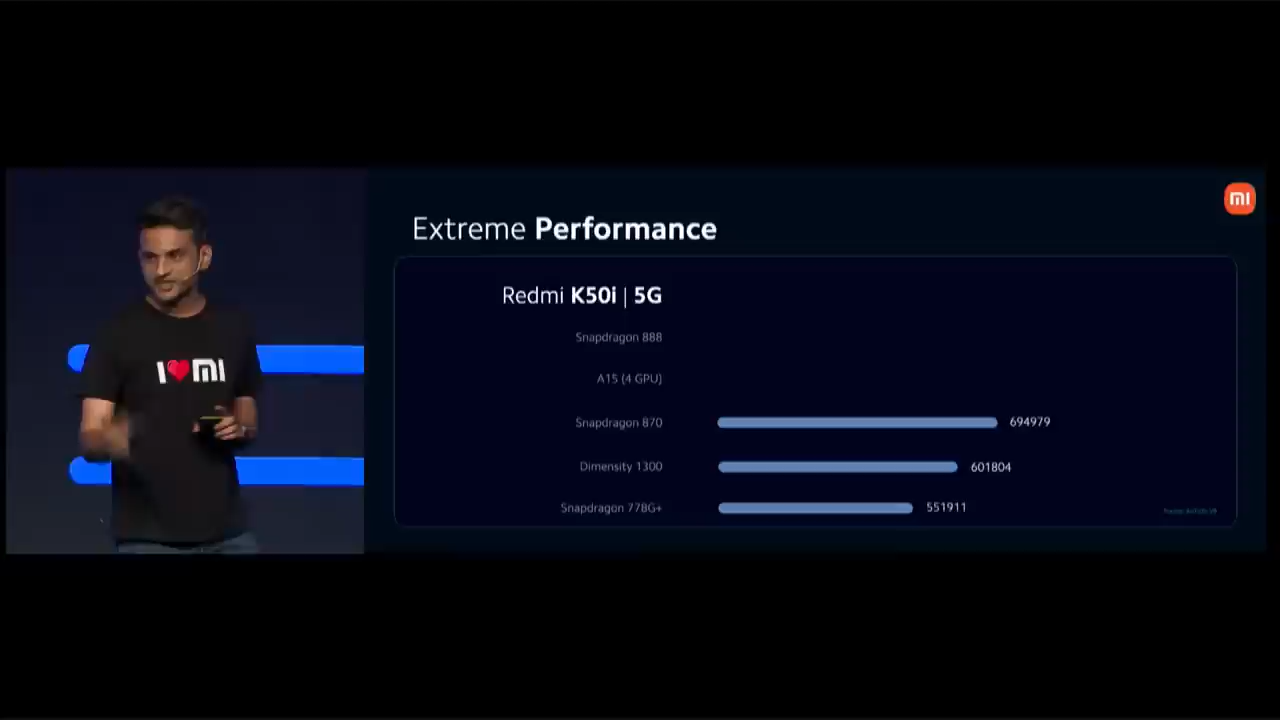 mi
Extreme Performance
Redmi K50i | 5G
Snapdragon 888
A15 (4 GPU)
Snapdragon 870 694979
Dimensity 1300 601804
Snapdragon 778G+ 551911
I ❤ mi